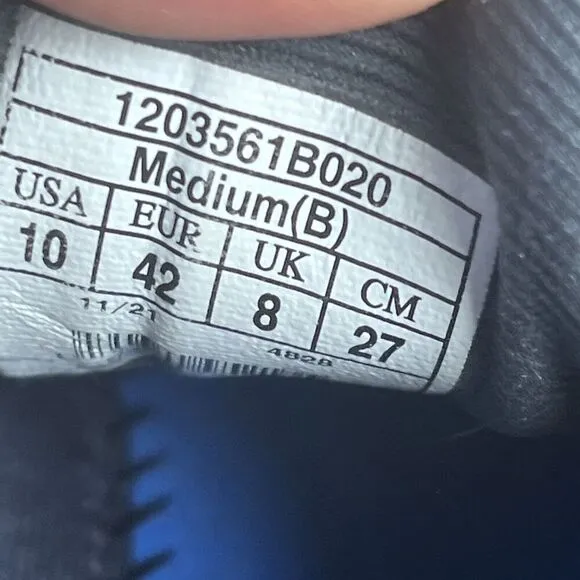 1203561B020
Medium(B)
USA EUR UK CM
10 42 8 27
11/21 4828